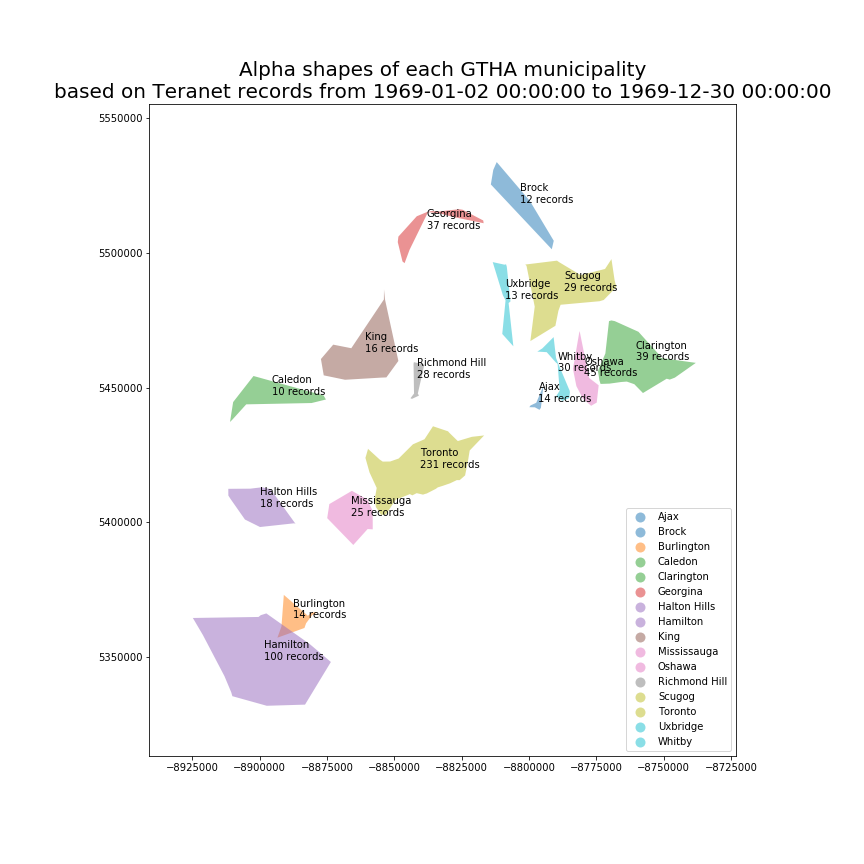 Alpha shapes of each GTHA municipality
based on Teranet records from 1969-01-02 00:00:00 to 1969-12-30 00:00:00
5550000
5500000
5450000
5400000
5350000
Brock
12 records
Georgina
37 records
Uxbridge
13 records
Scugog
29 records
King
16 records
Richmond Hill
28 records
Whitby
30 records
Oshawa
45 records
Clarington
39 records
Caledon
10 records
Ajax
14 records
Toronto
231 records
Halton Hills
18 records
Mississauga
25 records
Burlington
14 records
Hamilton
100 records
Ajax
Brock
Burlington
Caledon
Clarington
Georgina
Halton Hills
Hamilton
King
Mississauga
Oshawa
Richmond Hill
Scugog
Toronto
Uxbridge
Whitby
−8925000 −8900000 −8875000 −8850000 −8825000 −8800000 −8775000 −8750000 −8725000